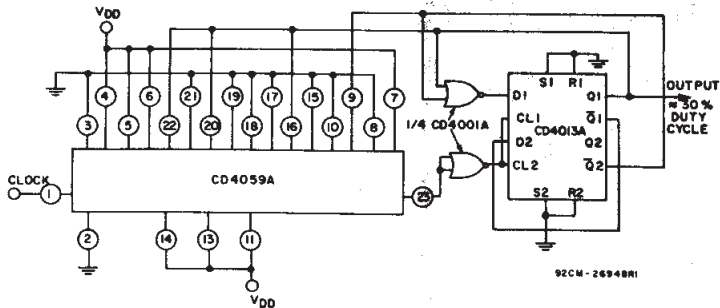 VDD
3
4
5
6
22
21
20
19
18
17
16
15
10
9
8
7
CLOCK
1
CD4059A
23
2
14
13
11
VDD
1/4 CD4001A
S1 R1
D1 Q1
CL1 Q̅1
CD4013A
D2 Q2
CL2 Q̅2
S2 R2
OUTPUT
≈ 50 %
DUTY
CYCLE
92CM-26948R1